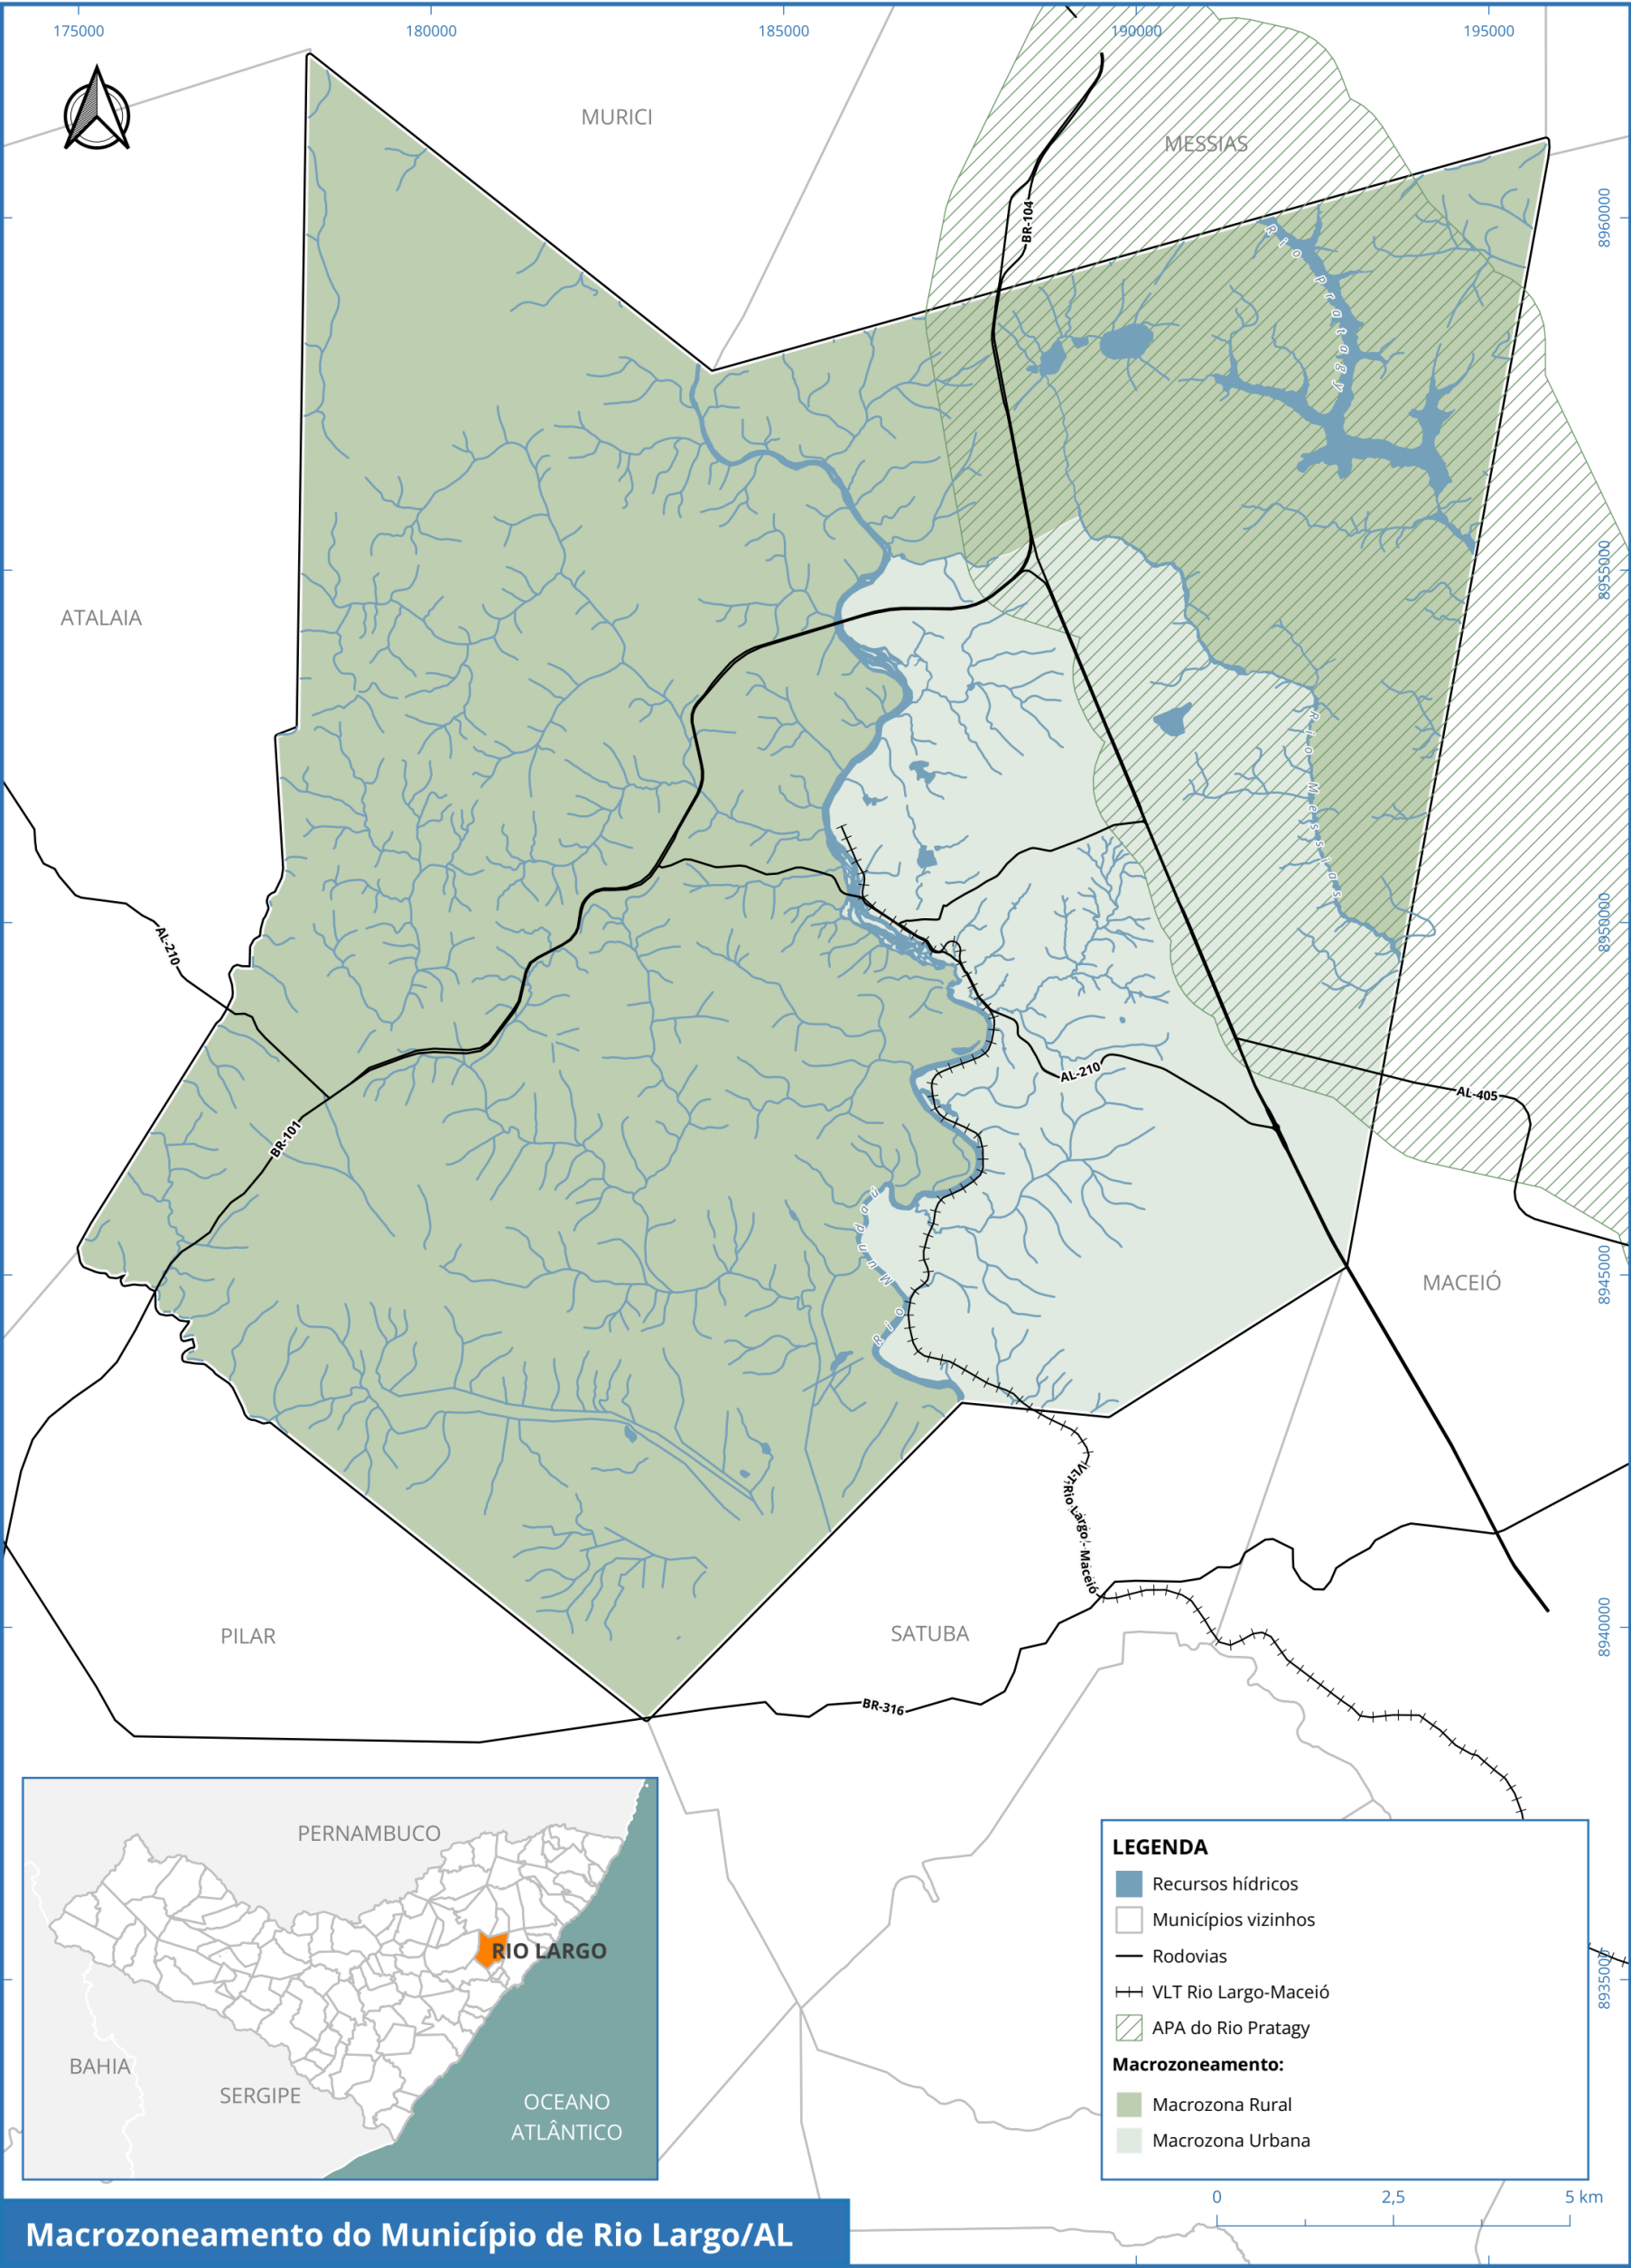 175000
180000
185000
190000
195000
MURICI
MESSIAS
8960000
BR-104
Rio Pratagy
8955000
ATALAIA
Rio Messias
8950000
AL-210
AL-210
AL-405
BR-101
Rio Mundaú
MACEIÓ
8945000
VLT Rio Largo - Maceió
8940000
PILAR
SATUBA
BR-316
PERNAMBUCO
RIO LARGO
BAHIA
SERGIPE
OCEANO
ATLÂNTICO
LEGENDA
Recursos hídricos
Municípios vizinhos
Rodovias
VLT Rio Largo-Maceió
APA do Rio Pratagy
Macrozoneamento:
Macrozona Rural
Macrozona Urbana
8935000
0 2,5 5 km
Macrozoneamento do Município de Rio Largo/AL